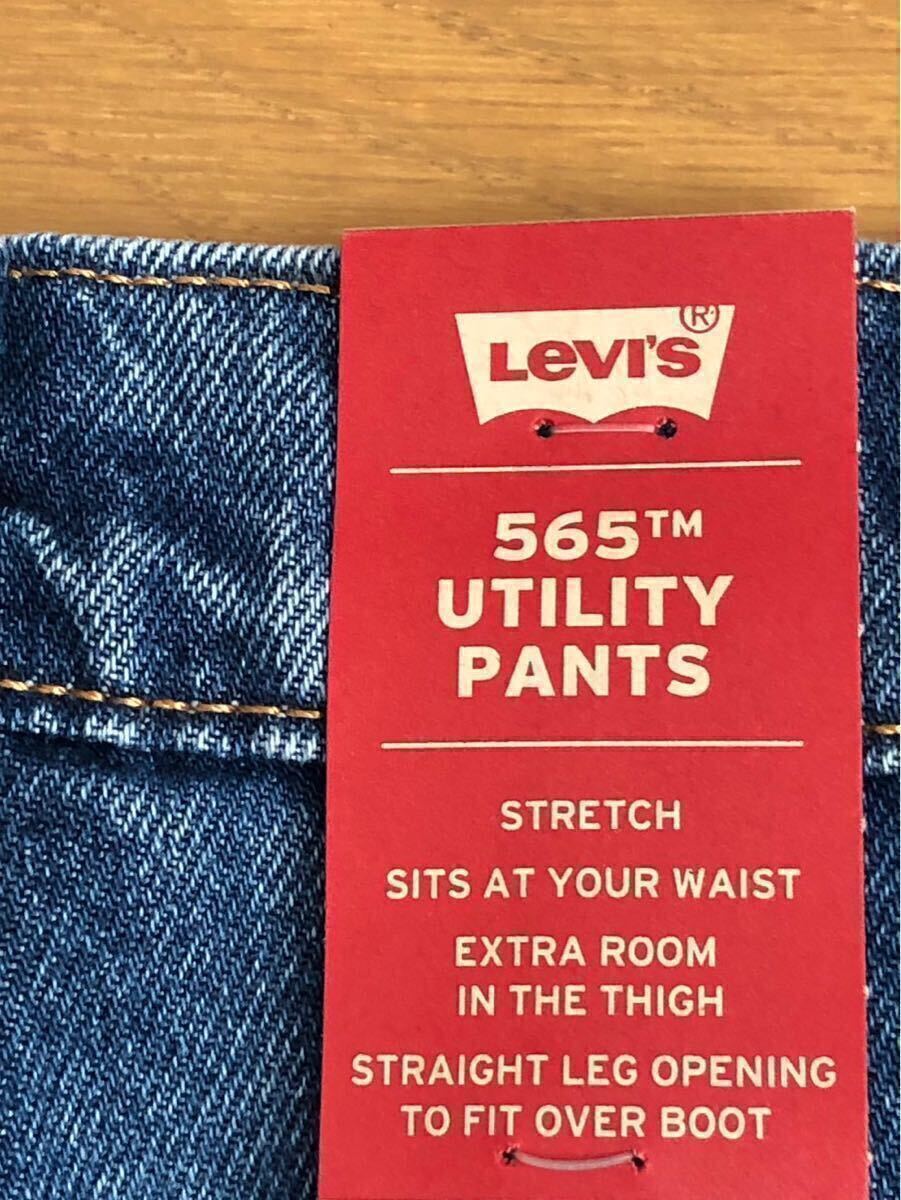 LEVI'S®
565™
UTILITY
PANTS
STRETCH
SITS AT YOUR WAIST
EXTRA ROOM
IN THE THIGH
STRAIGHT LEG OPENING
TO FIT OVER BOOT